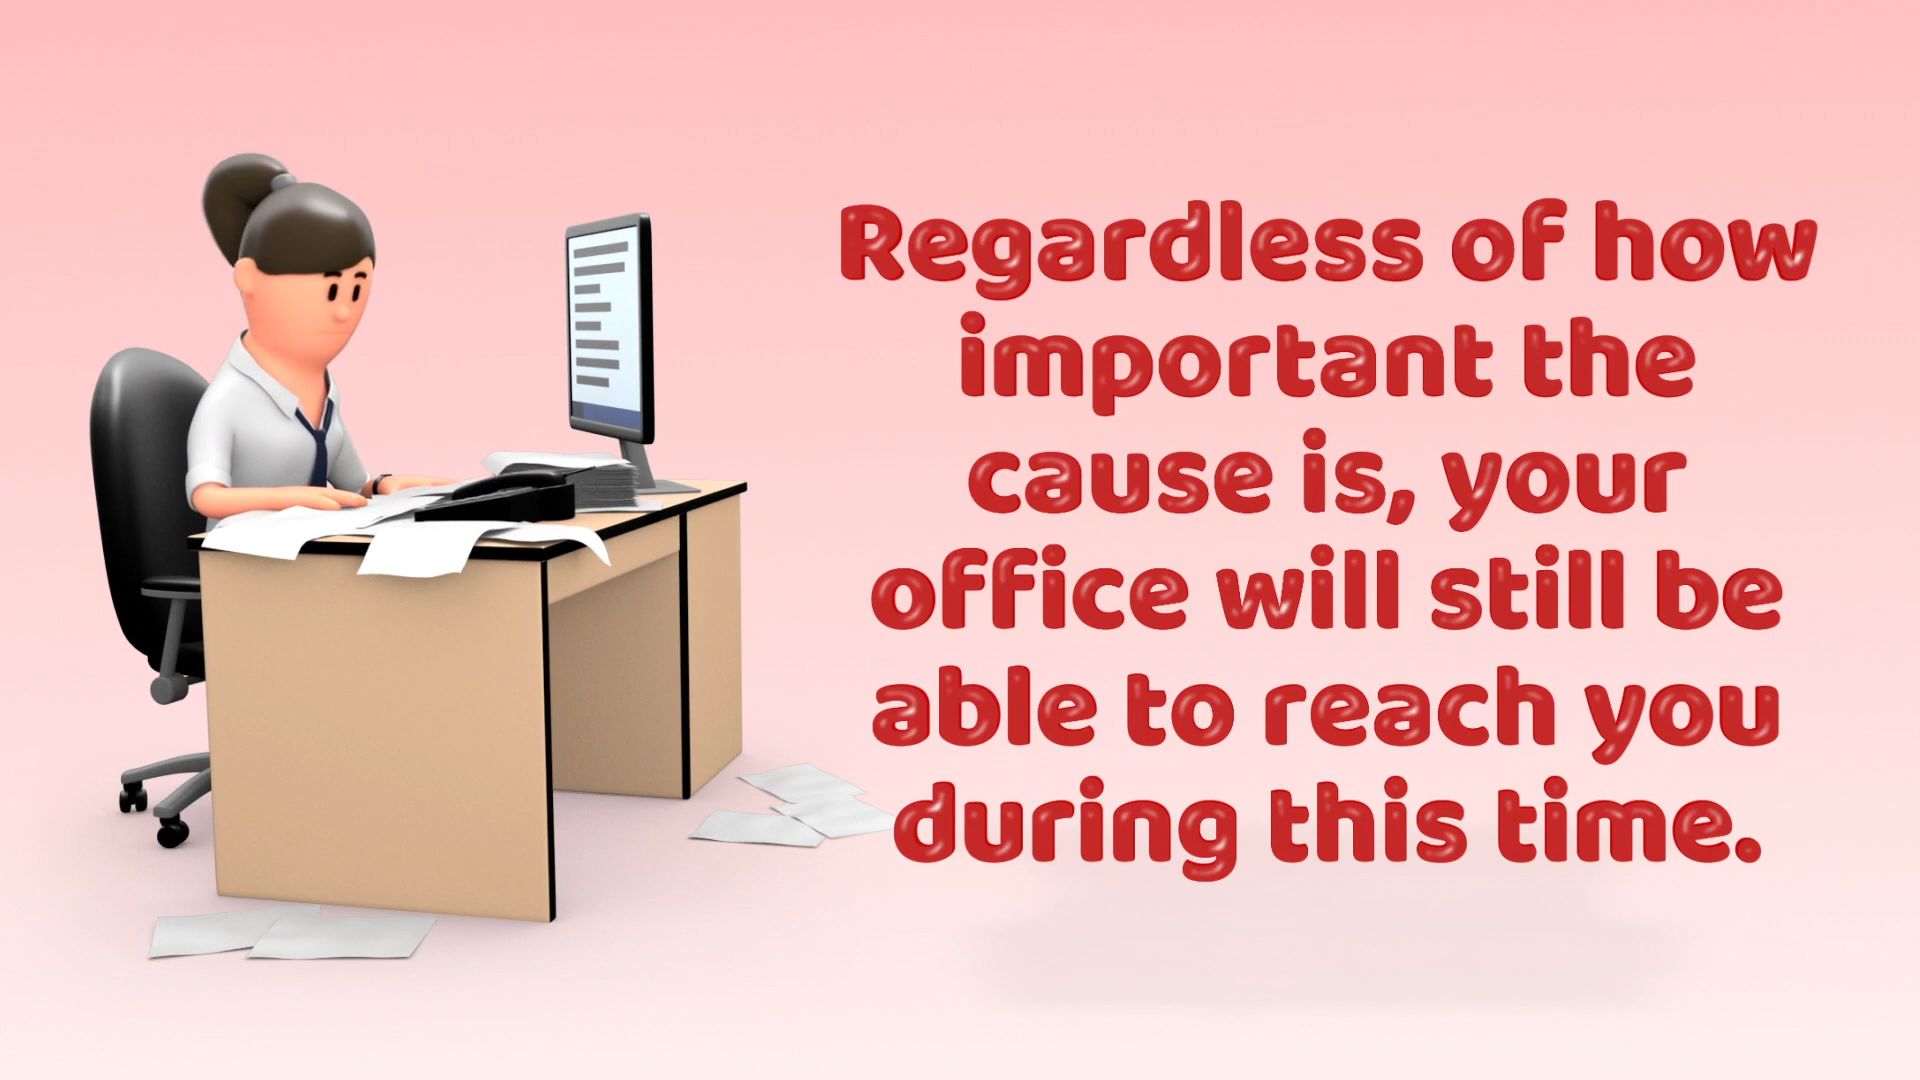 Regardless of how
important the
cause is, your
office will still be
able to reach you
during this time.